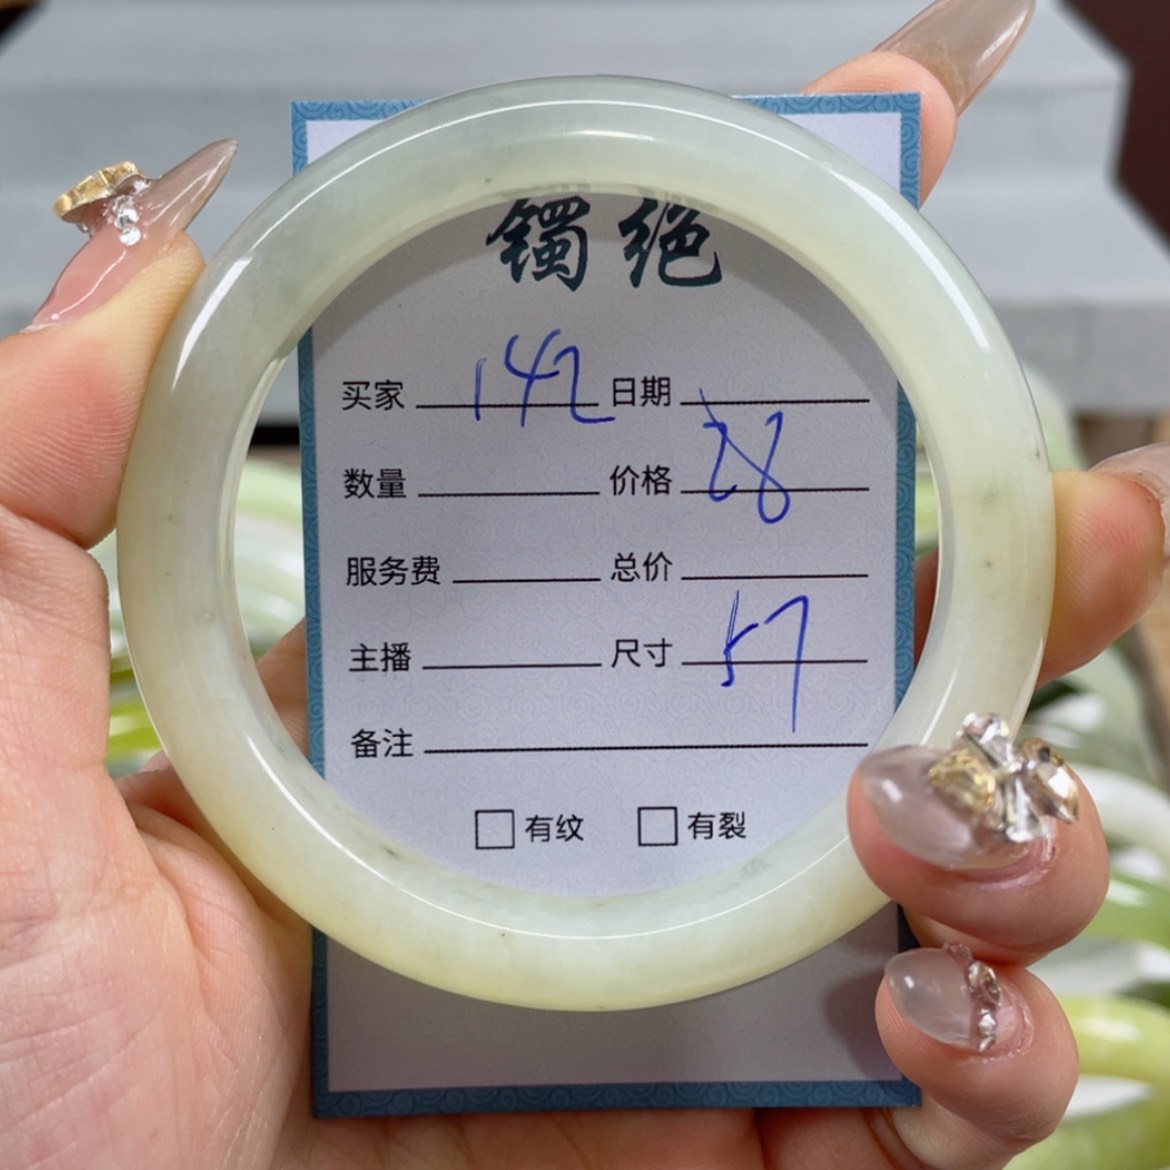 镯绝
买家 142 日期
数量 价格 28
服务费 总价
主播 尺寸 57
备注
有纹 有裂